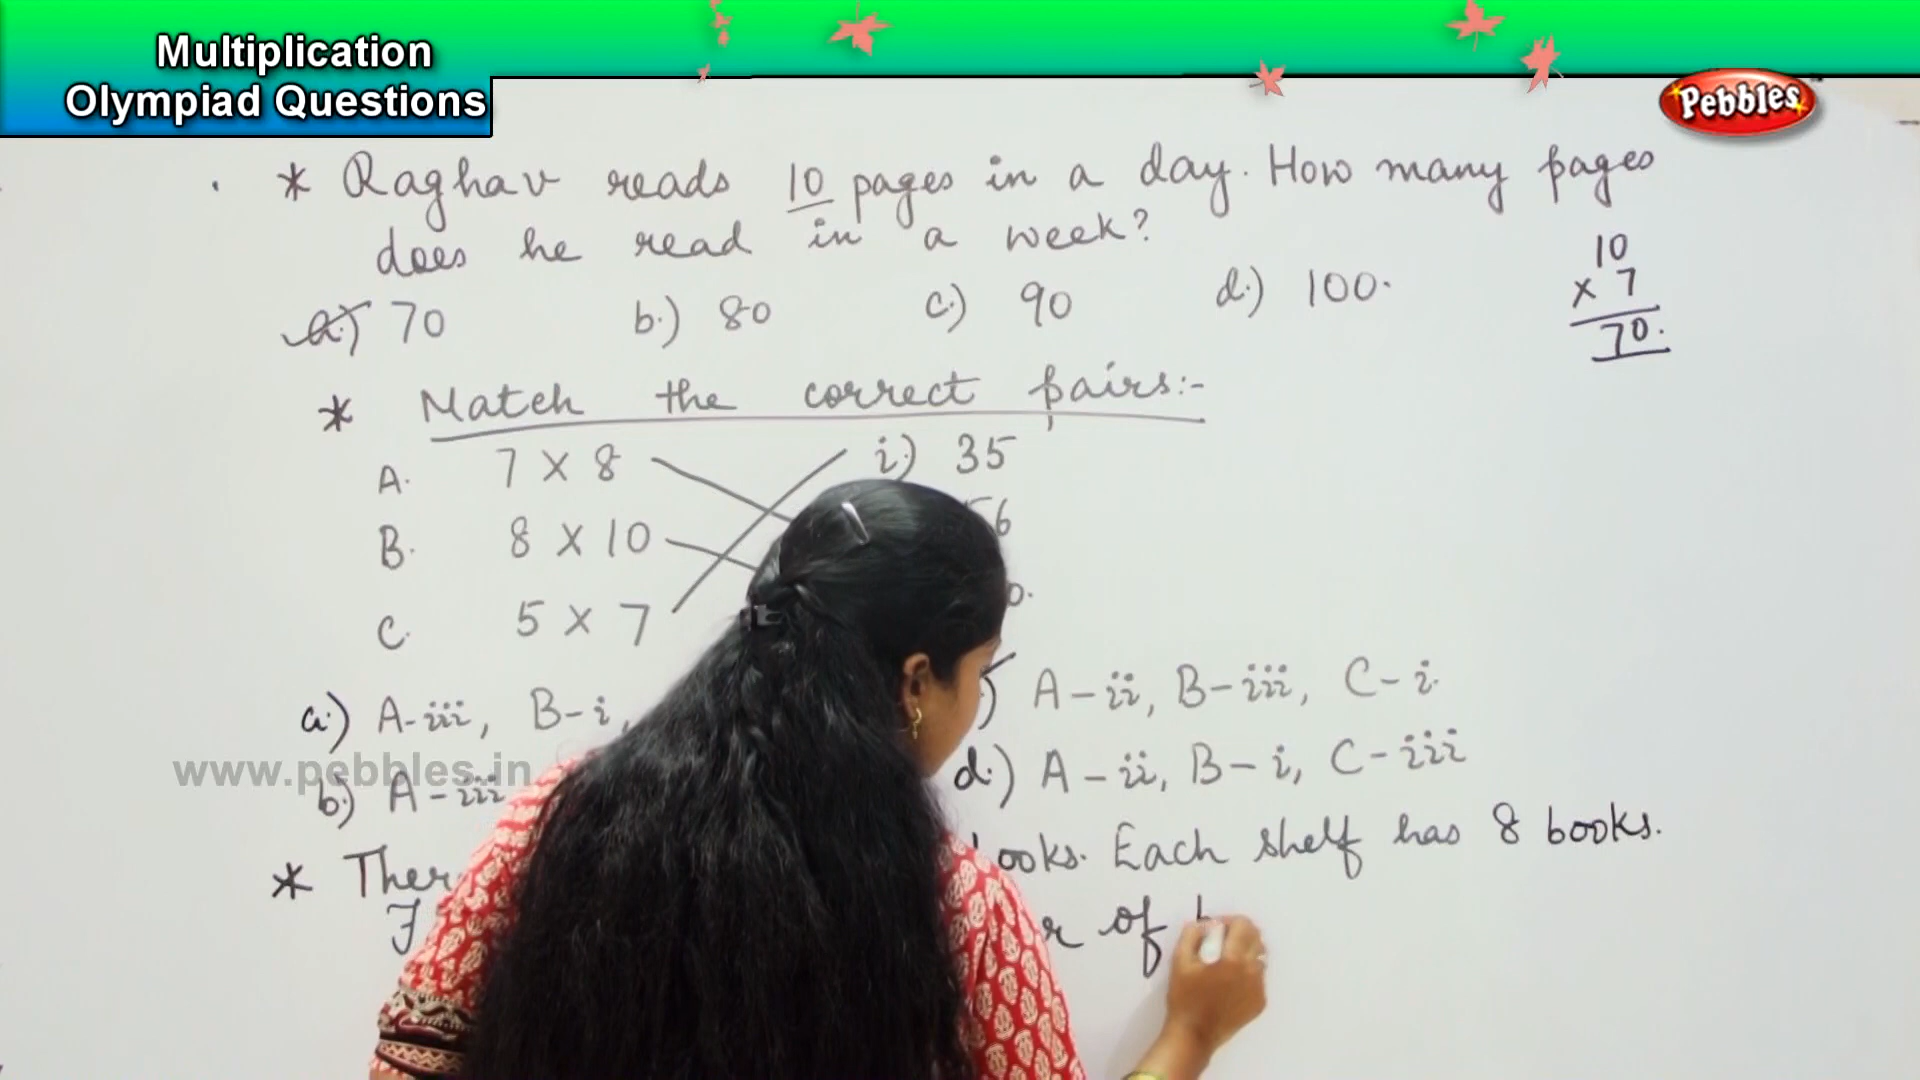 Multiplication
Olympiad Questions
Pebbles
* Raghav reads 10 pages in a day. How many pages
does he read in a week?
a.) 70 b.) 80 c.) 90 d.) 100.
10
x 7
70.
* Match the correct pairs:-
A. 7 X 8 i.) 35
B. 8 X 10 56
C. 5 X 7
a.) A-iii, B-i, A-ii, B-iii, C-i.
www.pebbles.in
b.) A-iii d.) A-ii, B-i, C-iii
* Each shelf has 8 books.
of